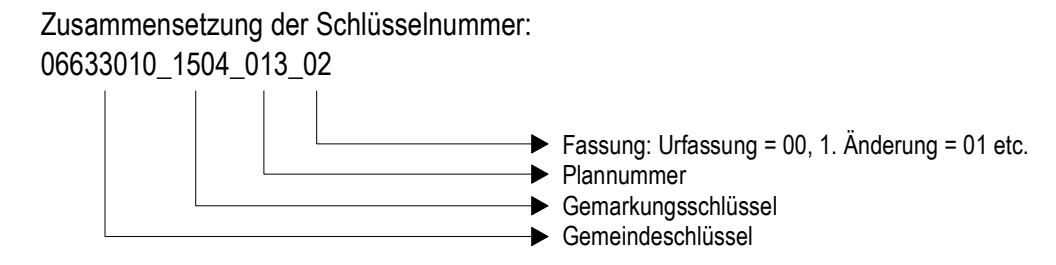 Zusammensetzung der Schlüsselnummer:
06633010_1504_013_02
Fassung: Urfassung = 00, 1. Änderung = 01 etc.
Plannummer
Gemarkungsschlüssel
Gemeindeschlüssel